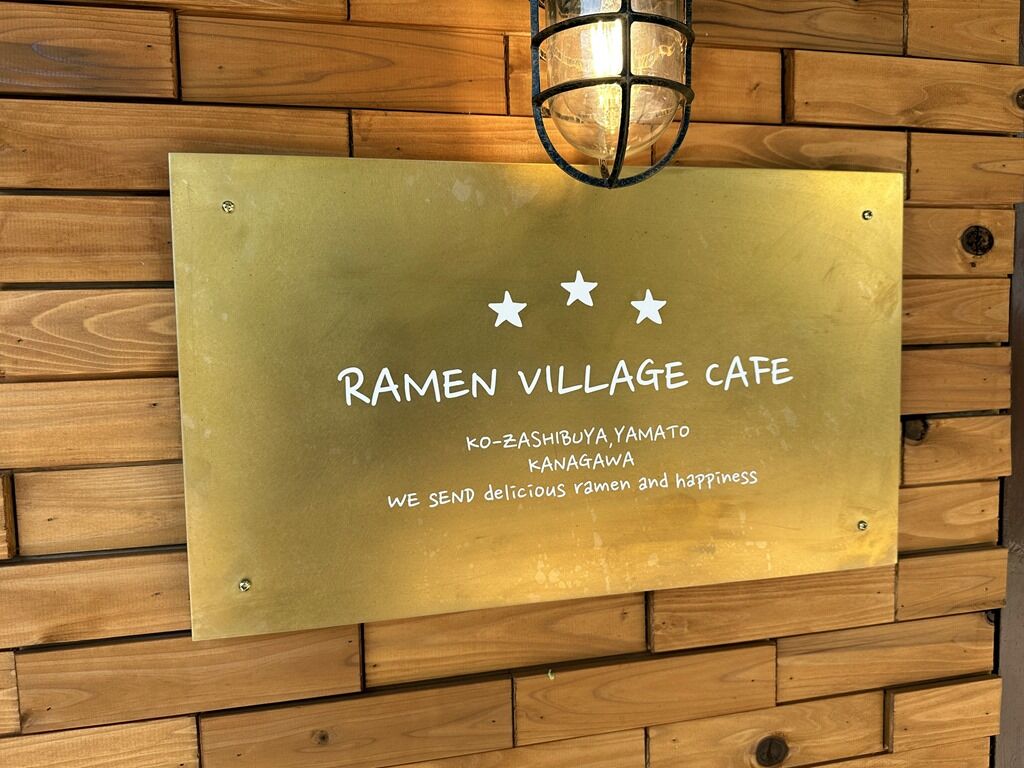 RAMEN VILLAGE CAFE
KO-ZASHIBUYA,YAMATO
KANAGAWA
WE SEND delicious ramen and happiness